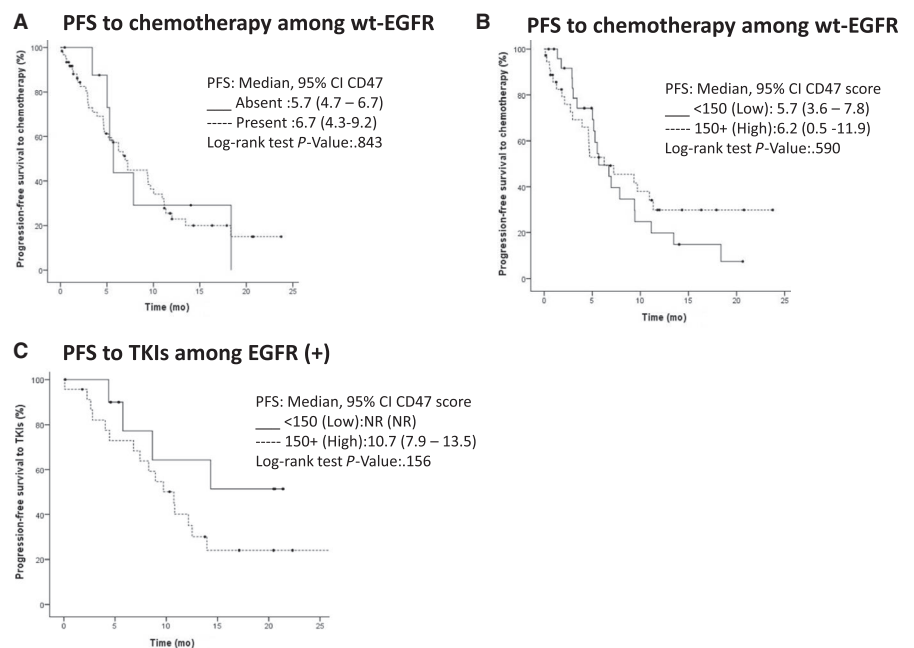 A PFS to chemotherapy among wt-EGFR
Progression-free survival to chemotherapy (%)
100
80
60
40
20
0
PFS: Median, 95% CI CD47
Absent :5.7 (4.7 – 6.7)
Present :6.7 (4.3-9.2)
Log-rank test P-Value:.843
0 5 10 15 20 25
Time (mo)
B PFS to chemotherapy among wt-EGFR
Progression-free survival to chemotherapy (%)
100
80
60
40
20
0
PFS: Median, 95% CI CD47 score
<150 (Low): 5.7 (3.6 – 7.8)
150+ (High):6.2 (0.5 -11.9)
Log-rank test P-Value:.590
0 5 10 15 20 25
Time (mo)
C PFS to TKIs among EGFR (+)
Progression-free survival to TKIs (%)
100
80
60
40
20
0
PFS: Median, 95% CI CD47 score
<150 (Low):NR (NR)
150+ (High):10.7 (7.9 – 13.5)
Log-rank test P-Value:.156
0 5 10 15 20 25
Time (mo)